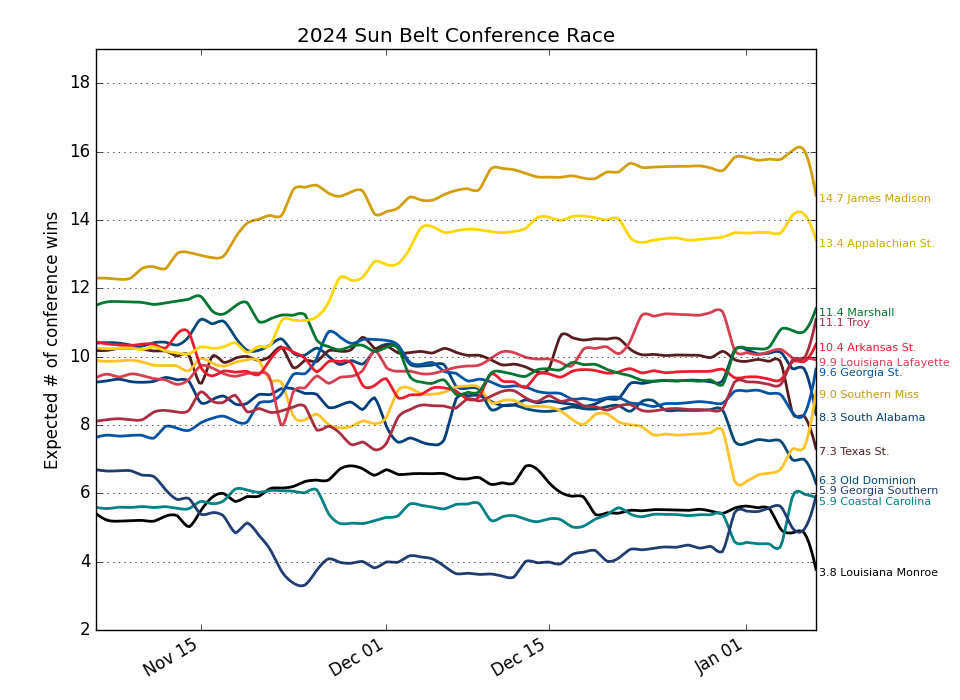 2024 Sun Belt Conference Race
Expected # of conference wins
18
16
14
12
10
8
6
4
2
Nov 15
Dec 01
Dec 15
Jan 01
14.7 James Madison
13.4 Appalachian St.
11.4 Marshall
11.1 Troy
10.4 Arkansas St.
9.9 Louisiana Lafayette
9.6 Georgia St.
9.0 Southern Miss
8.3 South Alabama
7.3 Texas St.
6.3 Old Dominion
5.9 Georgia Southern
5.9 Coastal Carolina
3.8 Louisiana Monroe